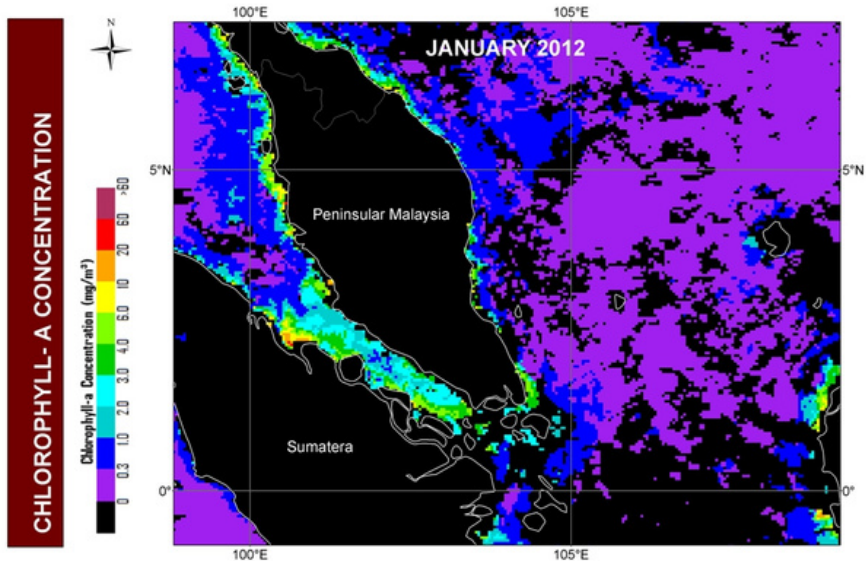 CHLOROPHYLL- A CONCENTRATION
N
JANUARY 2012
100°E
105°E
5°N
5°N
0°
0°
100°E
105°E
Peninsular Malaysia
Sumatera
Chlorophyll-a Concentration (mg/m³)
>60
60
20
10
6.0
4.0
3.0
2.0
1.0
0.3
0